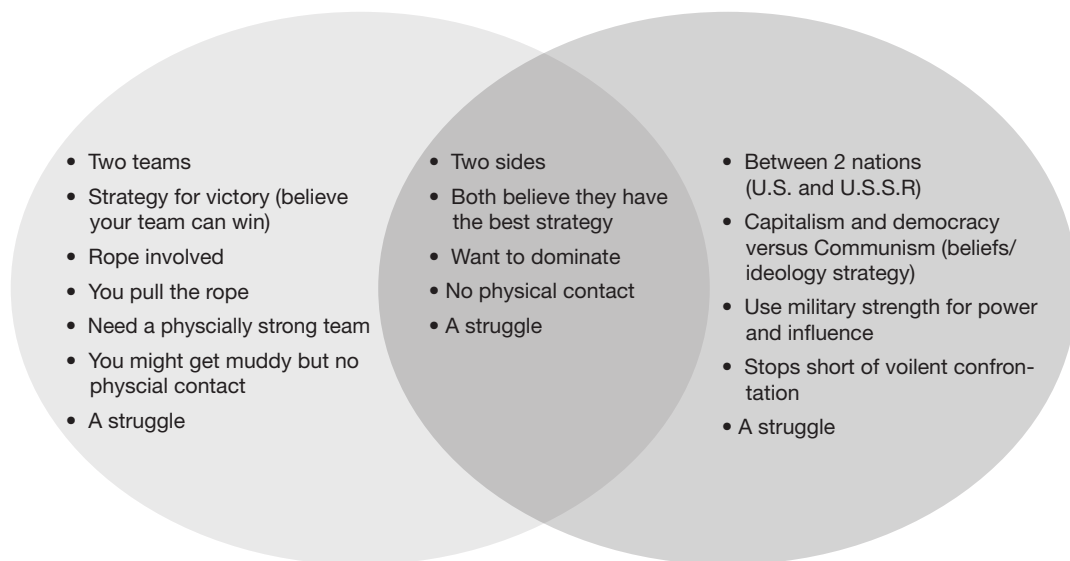 • Two teams
• Strategy for victory (believe
your team can win)
• Rope involved
• You pull the rope
• Need a physcially strong team
• You might get muddy but no
physcial contact
• A struggle
• Two sides
• Both believe they have
the best strategy
• Want to dominate
• No physical contact
• A struggle
• Between 2 nations
(U.S. and U.S.S.R)
• Capitalism and democracy
versus Communism (beliefs/
ideology strategy)
• Use military strength for power
and influence
• Stops short of voilent confron-
tation
• A struggle